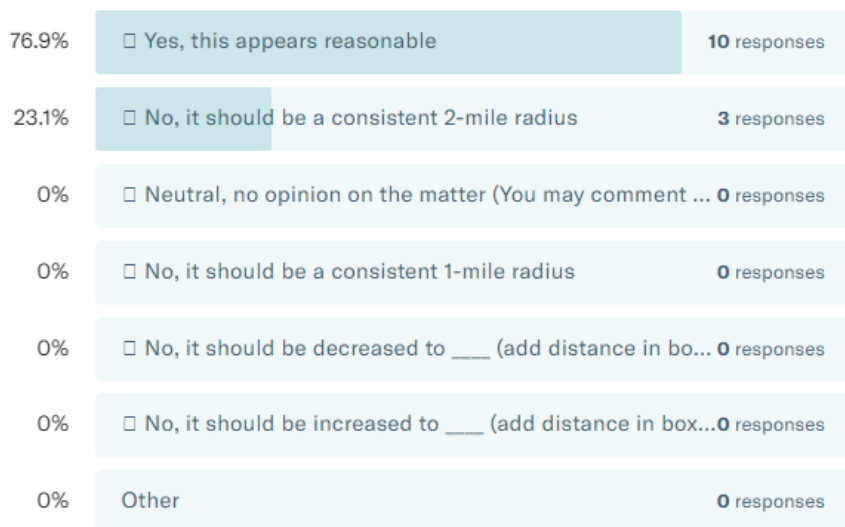 76.9% ☐ Yes, this appears reasonable 10 responses
23.1% ☐ No, it should be a consistent 2-mile radius 3 responses
0% ☐ Neutral, no opinion on the matter (You may comment ... 0 responses
0% ☐ No, it should be a consistent 1-mile radius 0 responses
0% ☐ No, it should be decreased to ____ (add distance in bo... 0 responses
0% ☐ No, it should be increased to ____ (add distance in box...0 responses
0% Other 0 responses